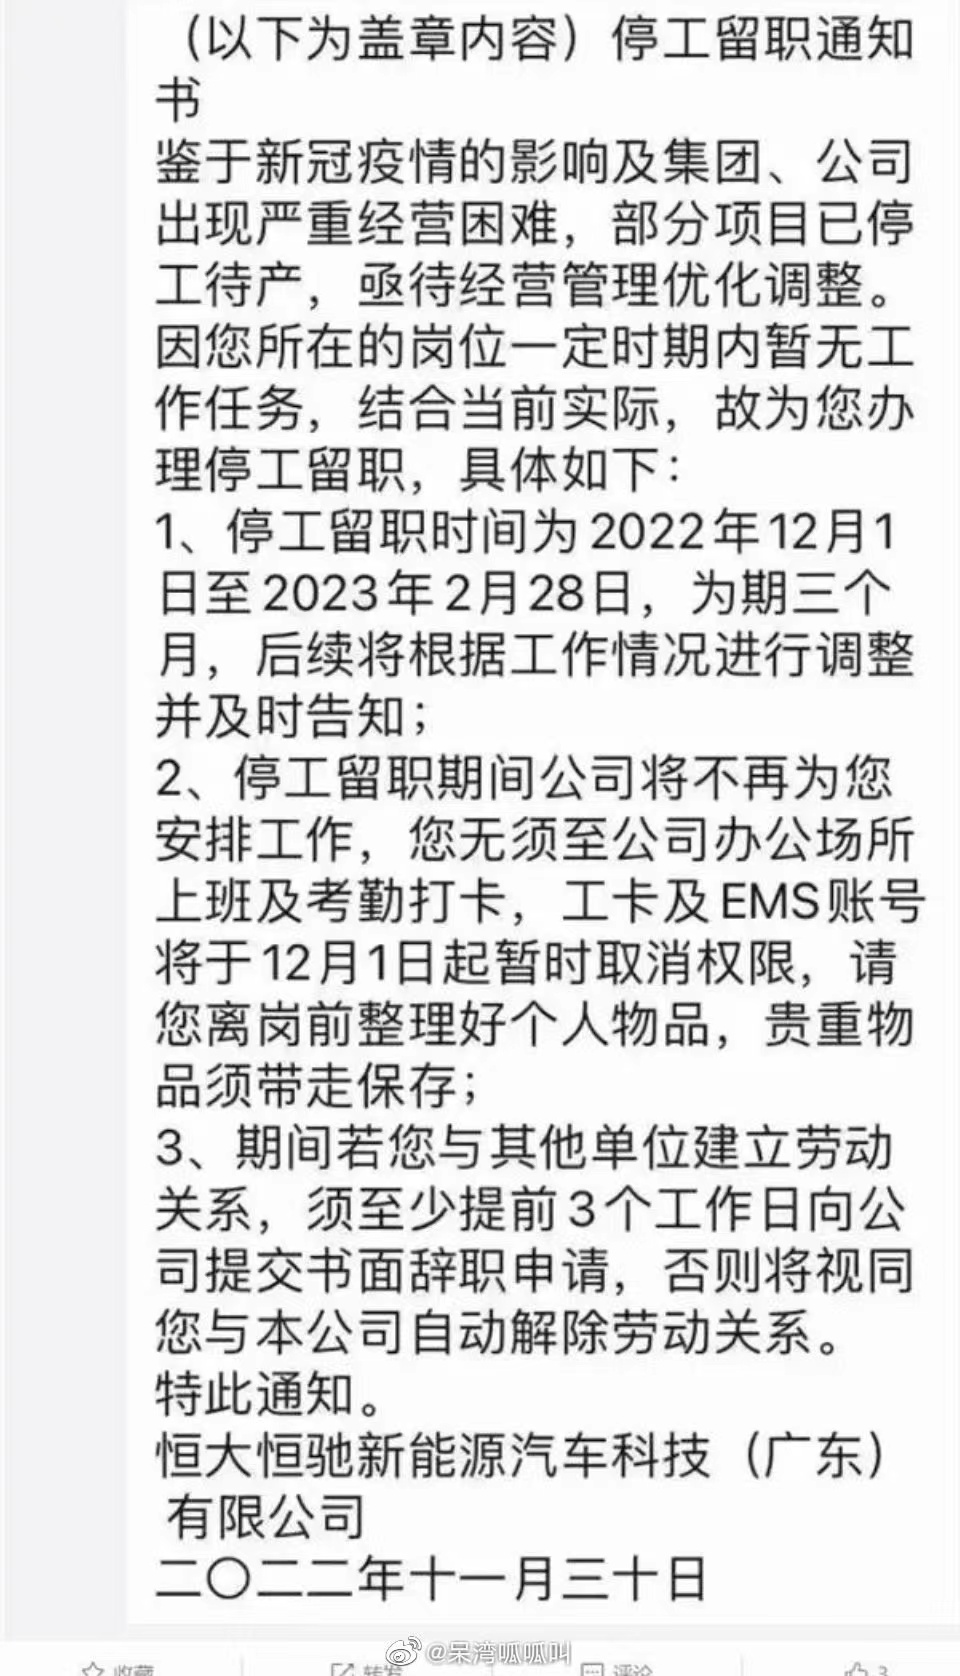 （以下为盖章内容）停工留职通知
书
鉴于新冠疫情的影响及集团、公司
出现严重经营困难，部分项目已停
工待产，亟待经营管理优化调整。
因您所在的岗位一定时期内暂无工
作任务，结合当前实际，故为您办
理停工留职，具体如下：
1、停工留职时间为2022年12月1
日至2023年2月28日，为期三个
月，后续将根据工作情况进行调整
并及时告知；
2、停工留职期间公司将不再为您
安排工作，您无须至公司办公场所
上班及考勤打卡，工卡及EMS账号
将于12月1日起暂时取消权限，请
您离岗前整理好个人物品，贵重物
品须带走保存；
3、期间若您与其他单位建立劳动
关系，须至少提前3个工作日向公
司提交书面辞职申请，否则将视同
您与本公司自动解除劳动关系。
特此通知。
恒大恒驰新能源汽车科技（广东）
有限公司
二〇二二年十一月三十日
收藏 转发 评论 3
@呆湾呱呱叫